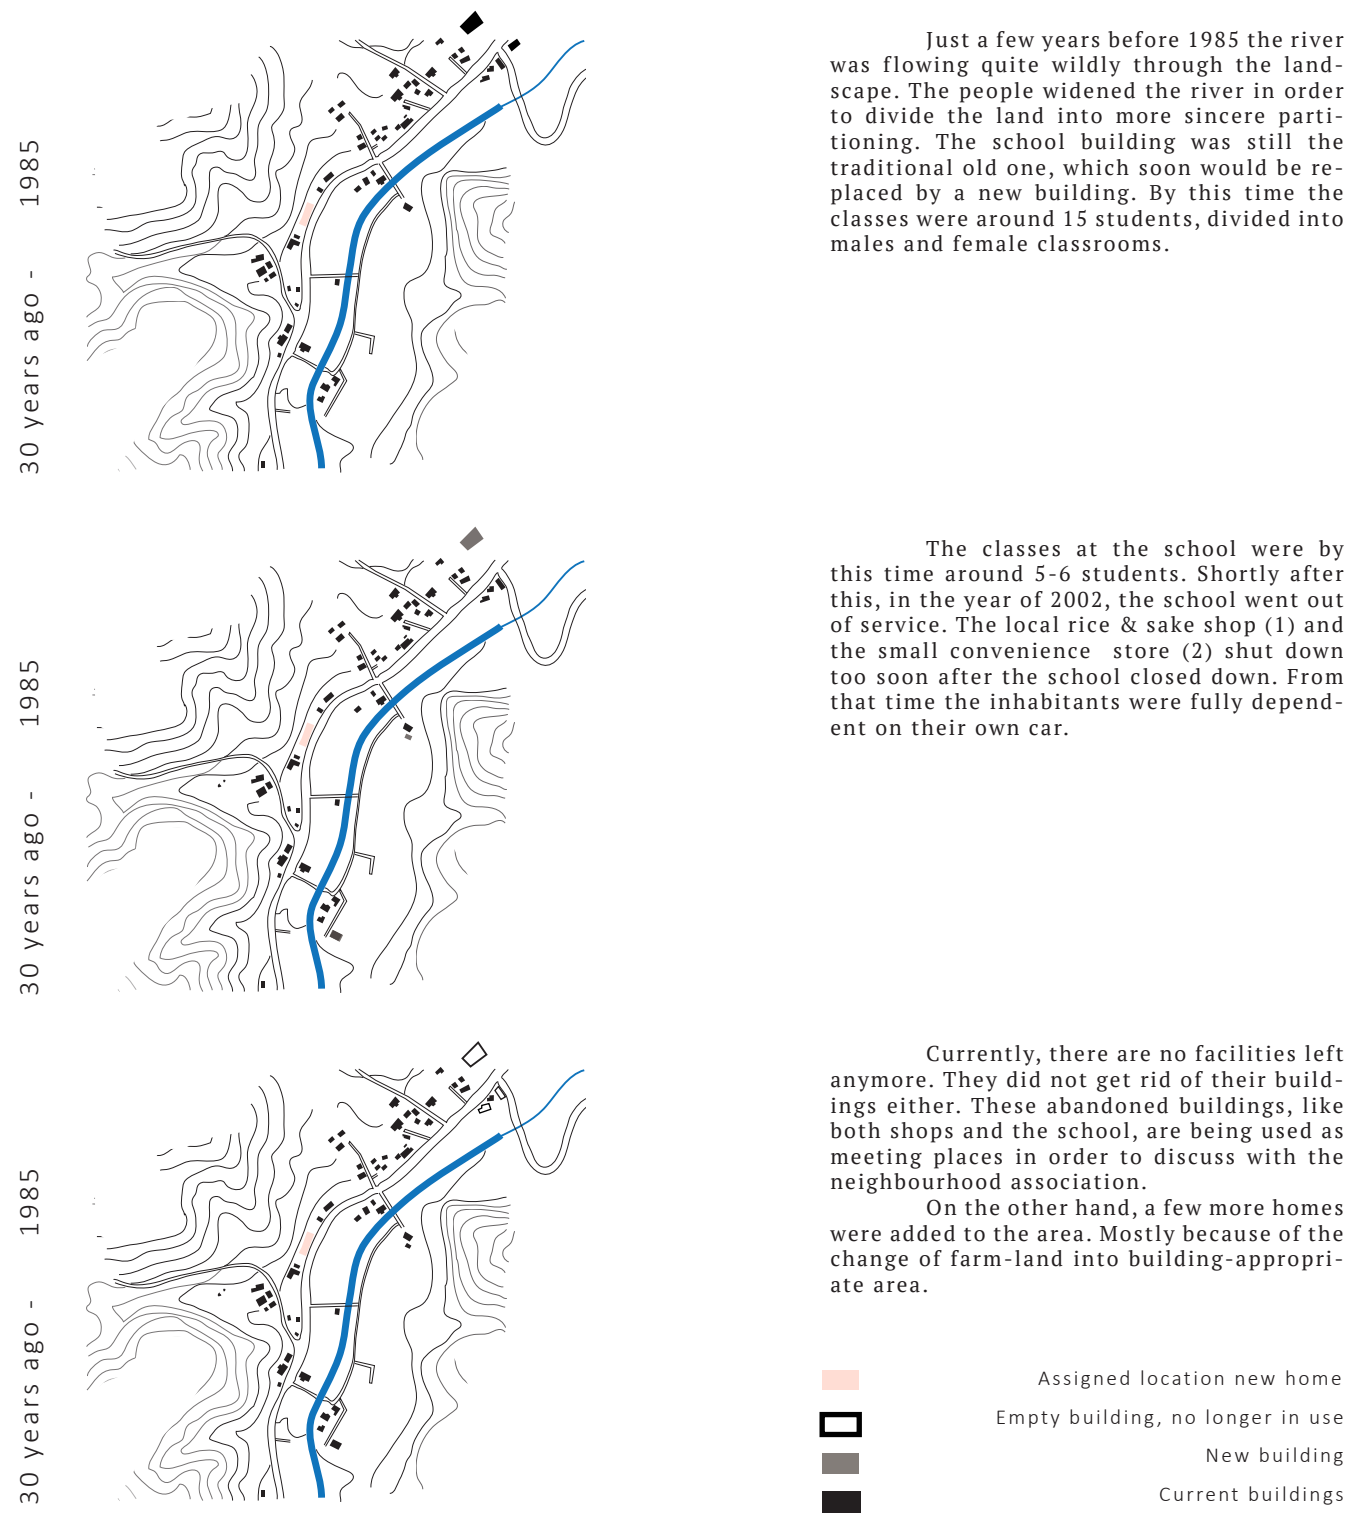 30 years ago - 1985
Just a few years before 1985 the river
was flowing quite wildly through the land-
scape. The people widened the river in order
to divide the land into more sincere parti-
tioning. The school building was still the
traditional old one, which soon would be re-
placed by a new building. By this time the
classes were around 15 students, divided into
males and female classrooms.
30 years ago - 1985
The classes at the school were by
this time around 5-6 students. Shortly after
this, in the year of 2002, the school went out
of service. The local rice & sake shop (1) and
the small convenience store (2) shut down
too soon after the school closed down. From
that time the inhabitants were fully depend-
ent on their own car.
30 years ago - 1985
Currently, there are no facilities left
anymore. They did not get rid of their build-
ings either. These abandoned buildings, like
both shops and the school, are being used as
meeting places in order to discuss with the
neighbourhood association.
On the other hand, a few more homes
were added to the area. Mostly because of the
change of farm-land into building-appropri-
ate area.
Assigned location new home
Empty building, no longer in use
New building
Current buildings